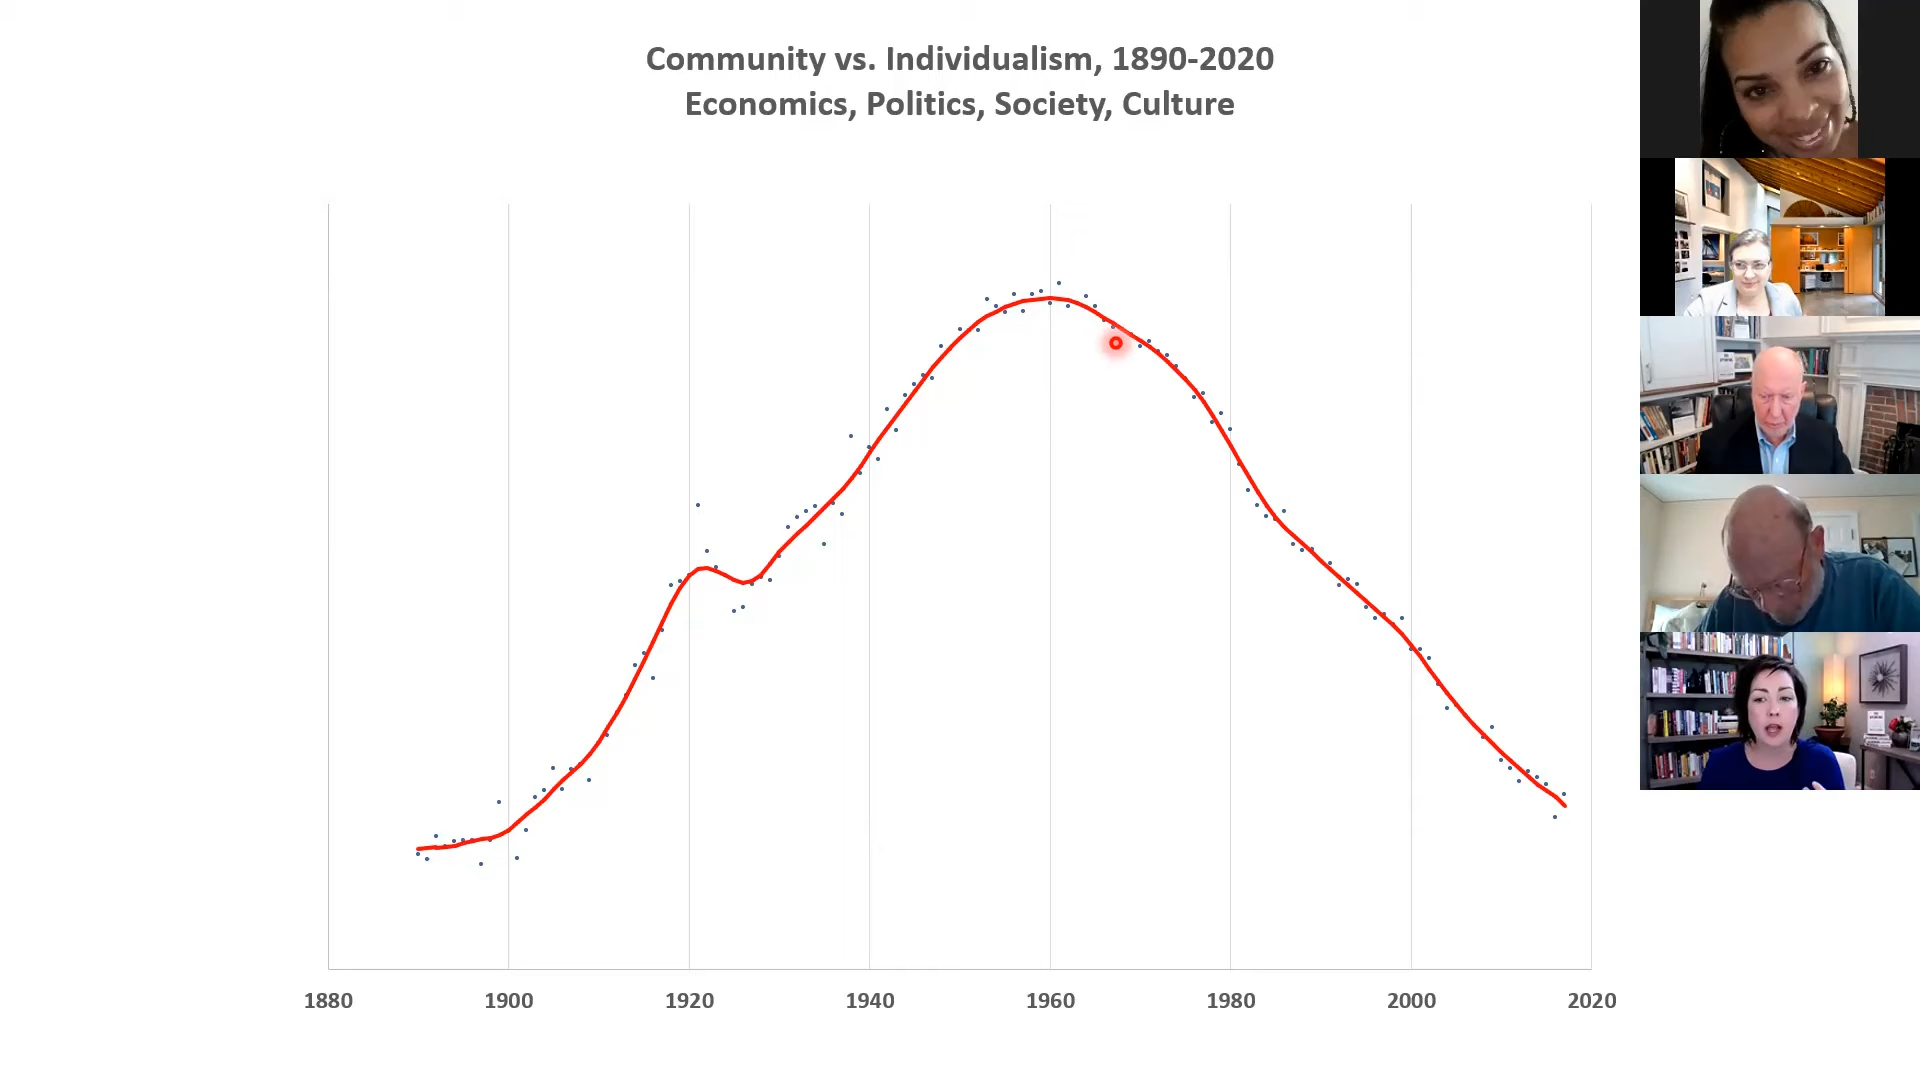 Community vs. Individualism, 1890-2020
Economics, Politics, Society, Culture
1880 1900 1920 1940 1960 1980 2000 2020